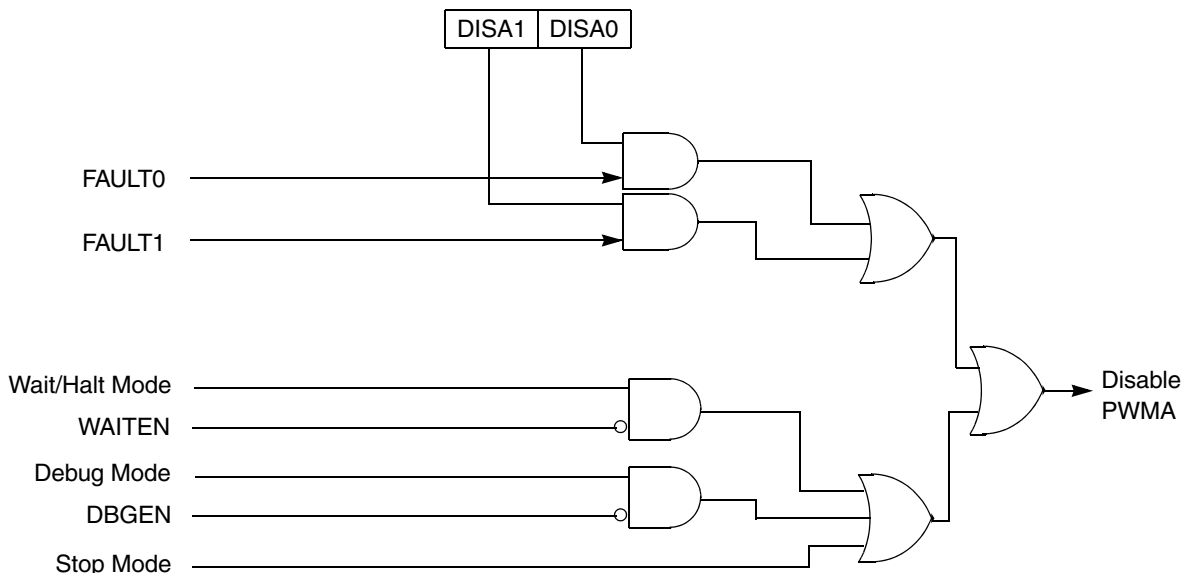 DISA1 DISA0
FAULT0
FAULT1
Wait/Halt Mode
WAITEN
Debug Mode
DBGEN
Stop Mode
Disable
PWMA